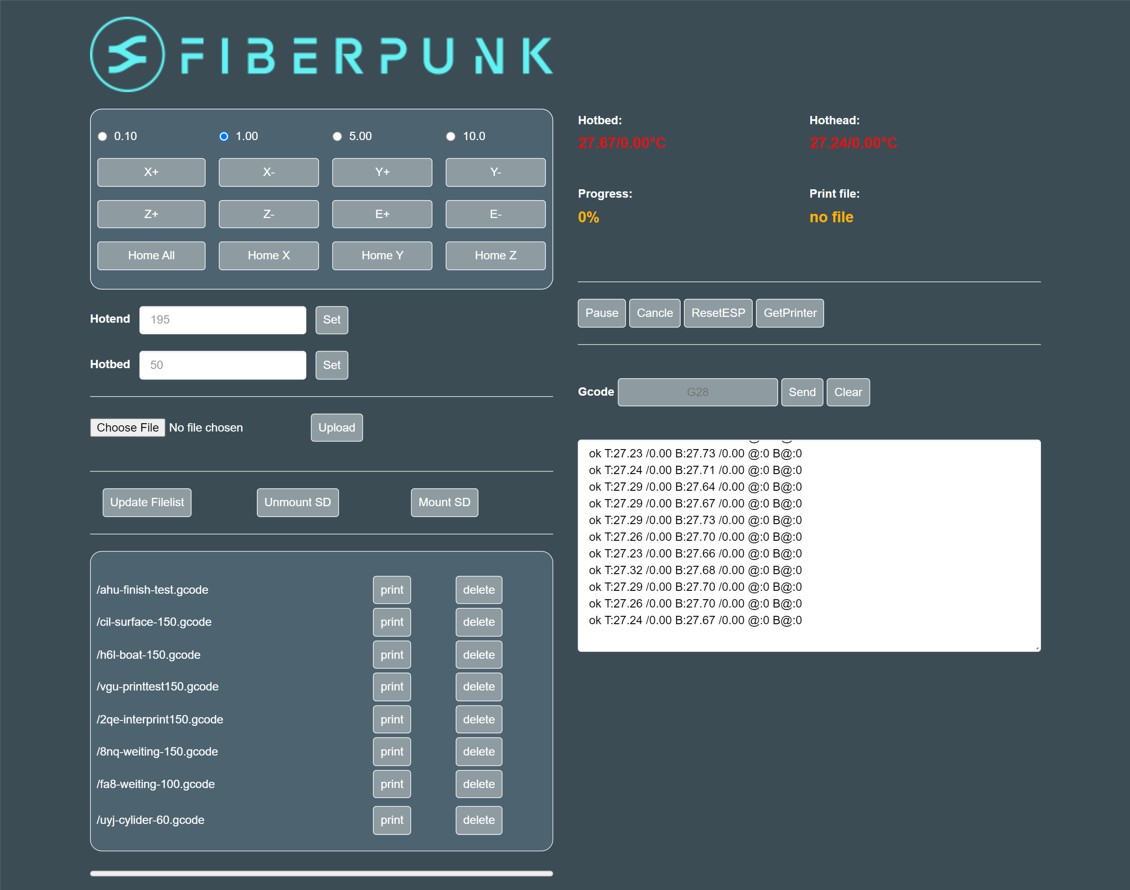 FIBERPUNK
0.10 1.00 5.00 10.0
X+ X- Y+ Y-
Z+ Z- E+ E-
Home All Home X Home Y Home Z
Hotend 195 Set
Hotbed 50 Set
Choose File No file chosen Upload
Update Filelist Unmount SD Mount SD
/ahu-finish-test.gcode print delete
/cil-surface-150.gcode print delete
/h6l-boat-150.gcode print delete
/vgu-printtest150.gcode print delete
/2qe-interprint150.gcode print delete
/8nq-weiting-150.gcode print delete
/fa8-weiting-100.gcode print delete
/uyj-cylider-60.gcode print delete
Hotbed: Hothead:
27.67/0.00°C 27.24/0.00°C
Progress: Print file:
0% no file
Pause Cancle ResetESP GetPrinter
Gcode G28 Send Clear
ok T:27.23 /0.00 B:27.73 /0.00 @:0 B@:0
ok T:27.24 /0.00 B:27.71 /0.00 @:0 B@:0
ok T:27.29 /0.00 B:27.64 /0.00 @:0 B@:0
ok T:27.29 /0.00 B:27.67 /0.00 @:0 B@:0
ok T:27.29 /0.00 B:27.73 /0.00 @:0 B@:0
ok T:27.26 /0.00 B:27.70 /0.00 @:0 B@:0
ok T:27.23 /0.00 B:27.66 /0.00 @:0 B@:0
ok T:27.32 /0.00 B:27.68 /0.00 @:0 B@:0
ok T:27.29 /0.00 B:27.70 /0.00 @:0 B@:0
ok T:27.26 /0.00 B:27.70 /0.00 @:0 B@:0
ok T:27.24 /0.00 B:27.67 /0.00 @:0 B@:0